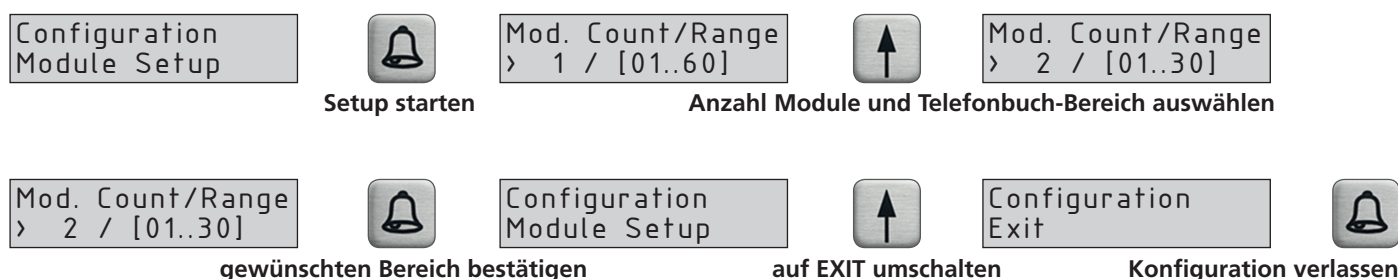 Configuration
Module Setup
Mod. Count/Range
› 1 / [01..60]
Mod. Count/Range
› 2 / [01..30]
Setup starten
Anzahl Module und Telefonbuch-Bereich auswählen
Mod. Count/Range
› 2 / [01..30]
Configuration
Module Setup
Configuration
Exit
gewünschten Bereich bestätigen
auf EXIT umschalten
Konfiguration verlassen